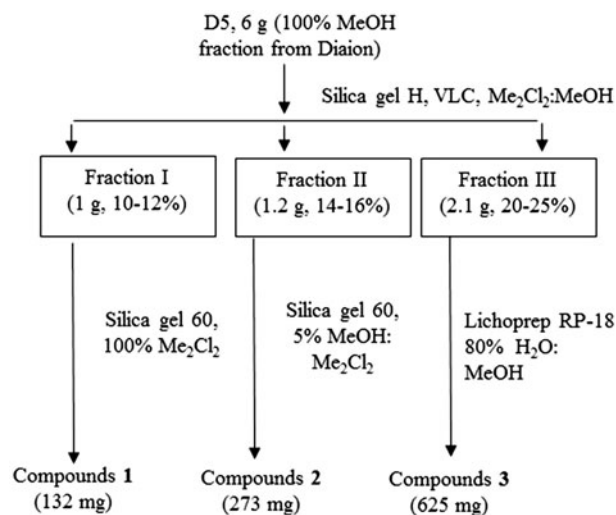 D5, 6 g (100% MeOH
fraction from Diaion)
Silica gel H, VLC, Me₂Cl₂:MeOH
Fraction I
(1 g, 10-12%)
Fraction II
(1.2 g, 14-16%)
Fraction III
(2.1 g, 20-25%)
Silica gel 60,
100% Me₂Cl₂
Silica gel 60,
5% MeOH:
Me₂Cl₂
Lichoprep RP-18
80% H₂O:
MeOH
Compounds 1
(132 mg)
Compounds 2
(273 mg)
Compounds 3
(625 mg)